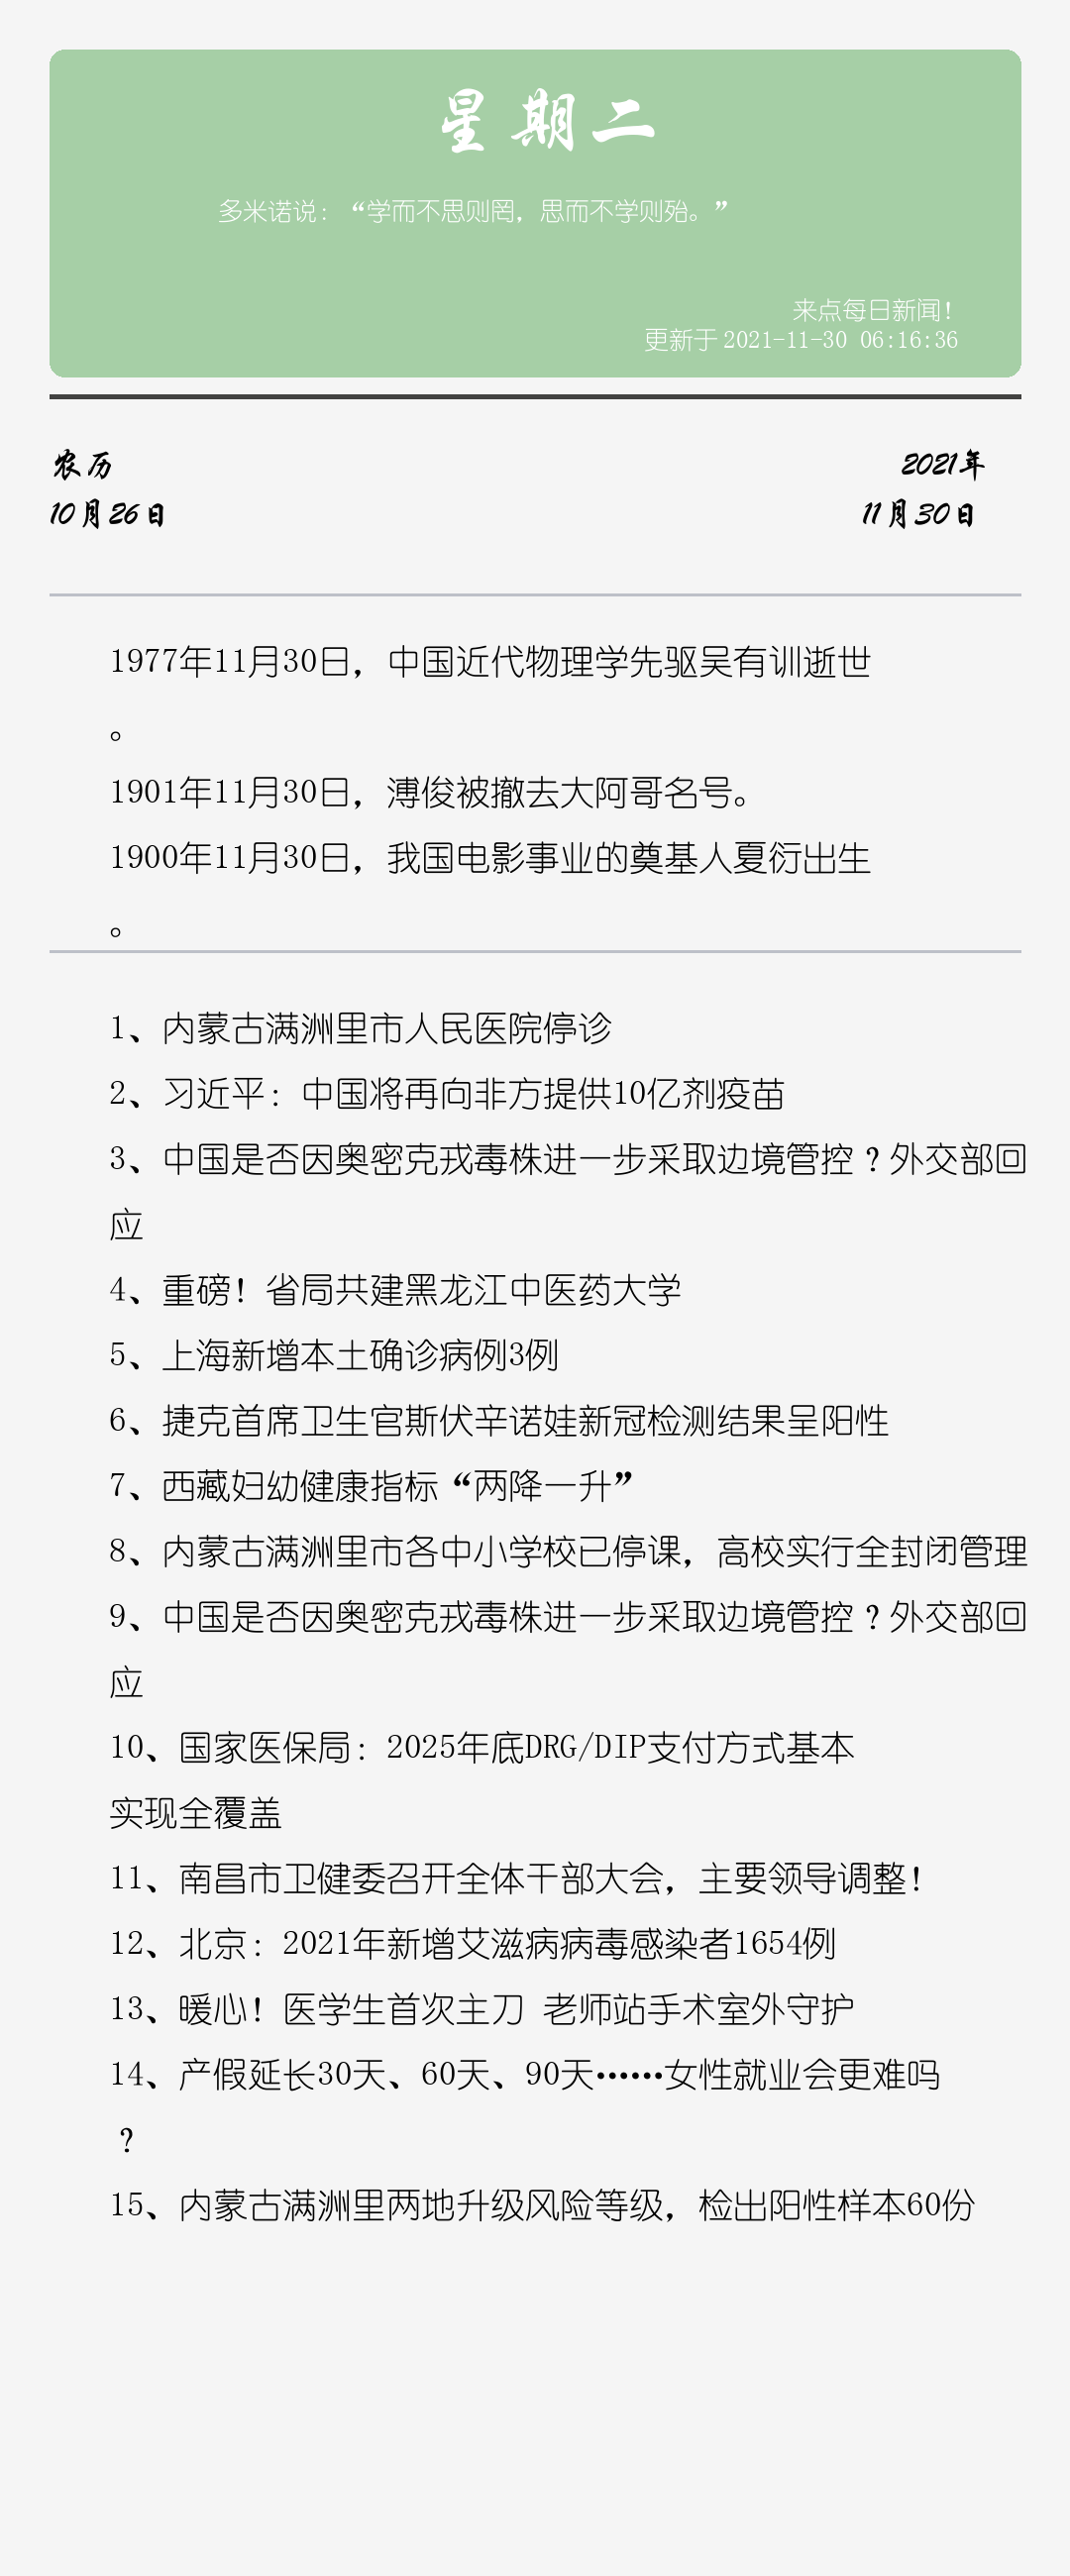 星期二
多米诺说：“学而不思则罔，思而不学则殆。”
来点每日新闻！
更新于 2021-11-30 06:16:36
农历
2021年
10月26日
11月30日
1977年11月30日，中国近代物理学先驱吴有训逝世
。
1901年11月30日，溥俊被撤去大阿哥名号。
1900年11月30日，我国电影事业的奠基人夏衍出生
。
1、内蒙古满洲里市人民医院停诊
2、习近平：中国将再向非方提供10亿剂疫苗
3、中国是否因奥密克戎毒株进一步采取边境管控？外交部回
应
4、重磅！省局共建黑龙江中医药大学
5、上海新增本土确诊病例3例
6、捷克首席卫生官斯伏辛诺娃新冠检测结果呈阳性
7、西藏妇幼健康指标“两降一升”
8、内蒙古满洲里市各中小学校已停课，高校实行全封闭管理
9、中国是否因奥密克戎毒株进一步采取边境管控？外交部回
应
10、国家医保局：2025年底DRG/DIP支付方式基本
实现全覆盖
11、南昌市卫健委召开全体干部大会，主要领导调整！
12、北京：2021年新增艾滋病病毒感染者1654例
13、暖心！医学生首次主刀 老师站手术室外守护
14、产假延长30天、60天、90天……女性就业会更难吗
？
15、内蒙古满洲里两地升级风险等级，检出阳性样本60份